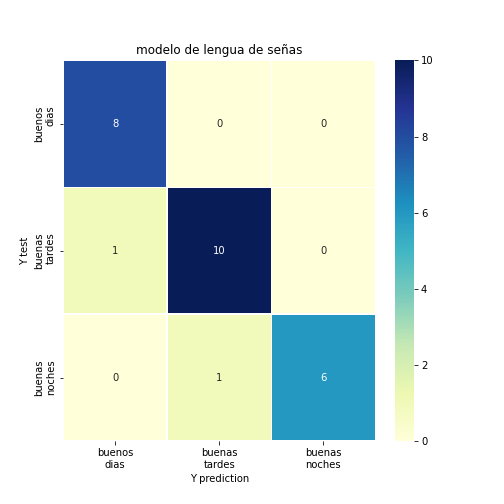 modelo de lengua de señas
buenos
dias
8
0
0
Y test
buenas
tardes
1
10
0
buenas
noches
0
1
6
buenos
dias
buenas
tardes
buenas
noches
Y prediction
10
8
6
4
2
0